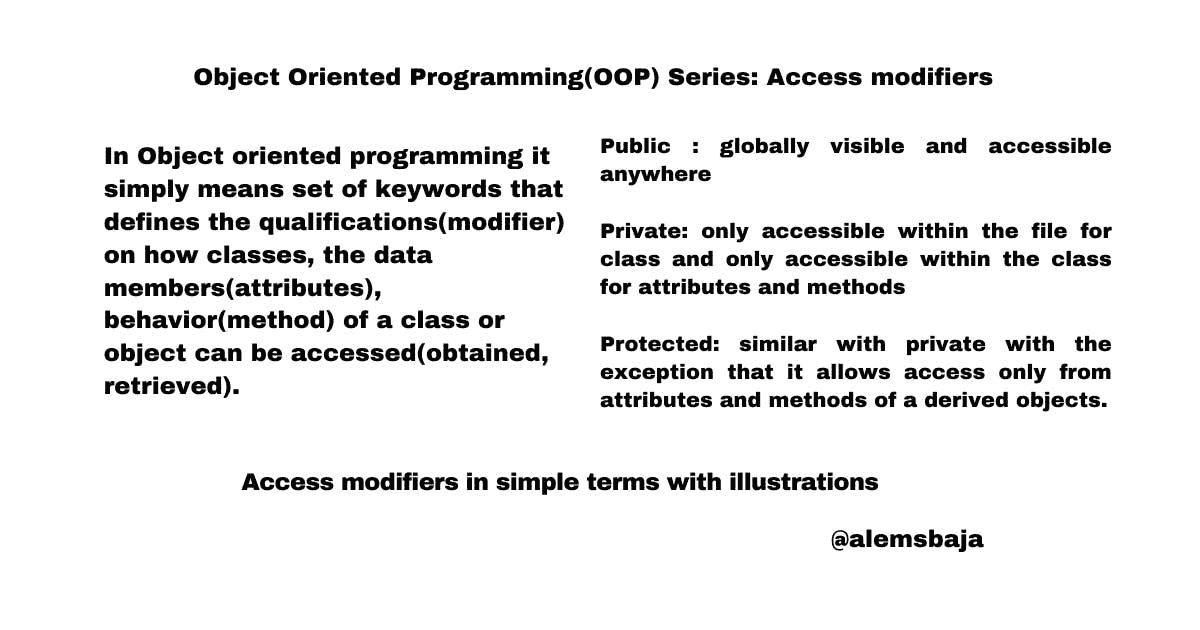 Object Oriented Programming(OOP) Series: Access modifiers
In Object oriented programming it
simply means set of keywords that
defines the qualifications(modifier)
on how classes, the data
members(attributes),
behavior(method) of a class or
object can be accessed(obtained,
retrieved).
Public : globally visible and accessible
anywhere
Private: only accessible within the file for
class and only accessible within the class
for attributes and methods
Protected: similar with private with the
exception that it allows access only from
attributes and methods of a derived objects.
Access modifiers in simple terms with illustrations
@alemsbaja